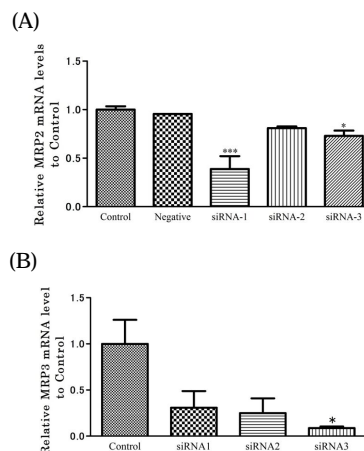 (A)
Relative MRP2 mRNA levels
to Control
1.5
1.0
0.5
0.0
***
*
Control Negative siRNA-1 siRNA-2 siRNA-3
(B)
Relative MRP3 mRNA level
to Control
1.5
1.0
0.5
0.0
*
Control siRNA1 siRNA2 siRNA3